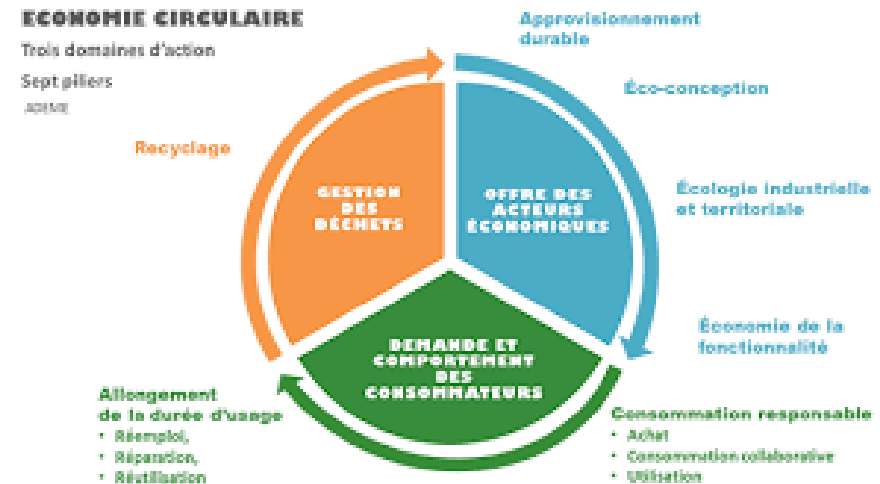 ECONOMIE CIRCULAIRE
Trois domaines d'action
Sept piliers
ADEME
Approvisionnement
durable
Éco-conception
Écologie industrielle
et territoriale
Économie de la
fonctionnalité
Recyclage
GESTION
DES
DÉCHETS
OFFRE DES
ACTEURS
ÉCONOMIQUES
DEMANDE ET
COMPORTEMENT
DES
CONSOMMATEURS
Consommation responsable
• Achat
• Consommation collaborative
• Utilisation
Allongement
de la durée d'usage
• Réemploi,
• Réparation,
• Réutilisation